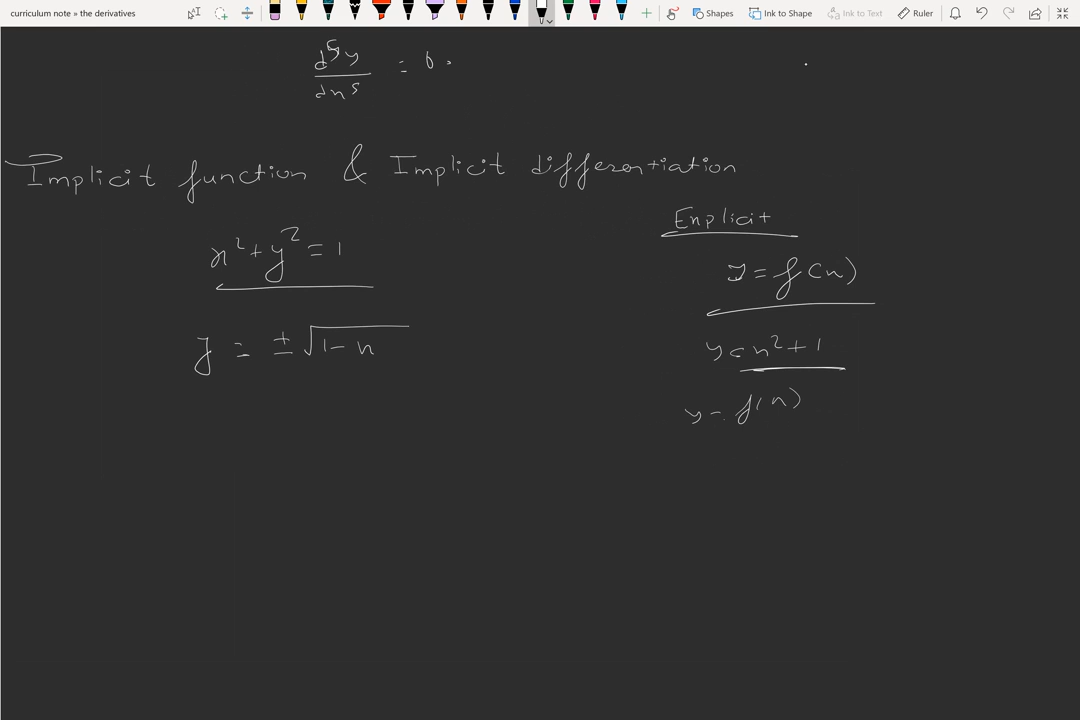 curriculum note » the derivatives
Shapes
Ink to Shape
Ink to Text
Ruler
d⁵y
/ dx⁵ = 0.
Implicit function & Implicit differentiation
x² + y² = 1
y = ± √1 - x
Explicit
y = f(x)
y = x² + 1
y = f(x)